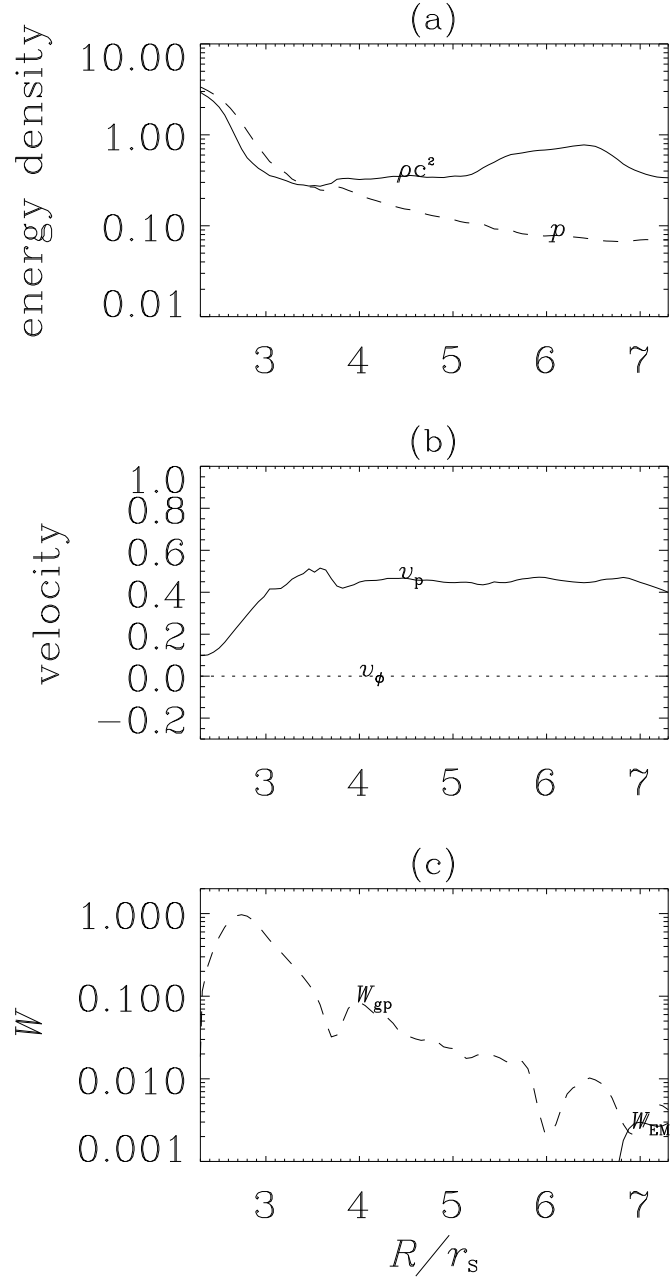 (a)
energy density
10.00
1.00
0.10
0.01
ρc²
p
3 4 5 6 7
(b)
velocity
1.0
0.8
0.6
0.4
0.2
0.0
−0.2
v_p
v_ϕ
3 4 5 6 7
(c)
W
1.000
0.100
0.010
0.001
W_gp
W_EM
3 4 5 6 7
R/r_s